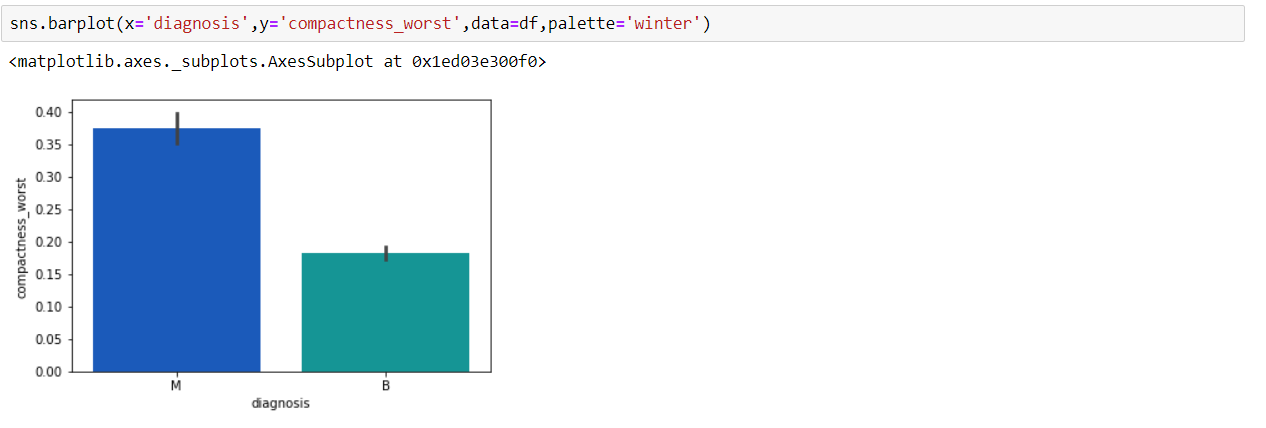 sns.barplot(x='diagnosis',y='compactness_worst',data=df,palette='winter')
<matplotlib.axes._subplots.AxesSubplot at 0x1ed03e300f0>
0.40
0.35
0.30
0.25
0.20
0.15
0.10
0.05
0.00
compactness_worst
M B
diagnosis